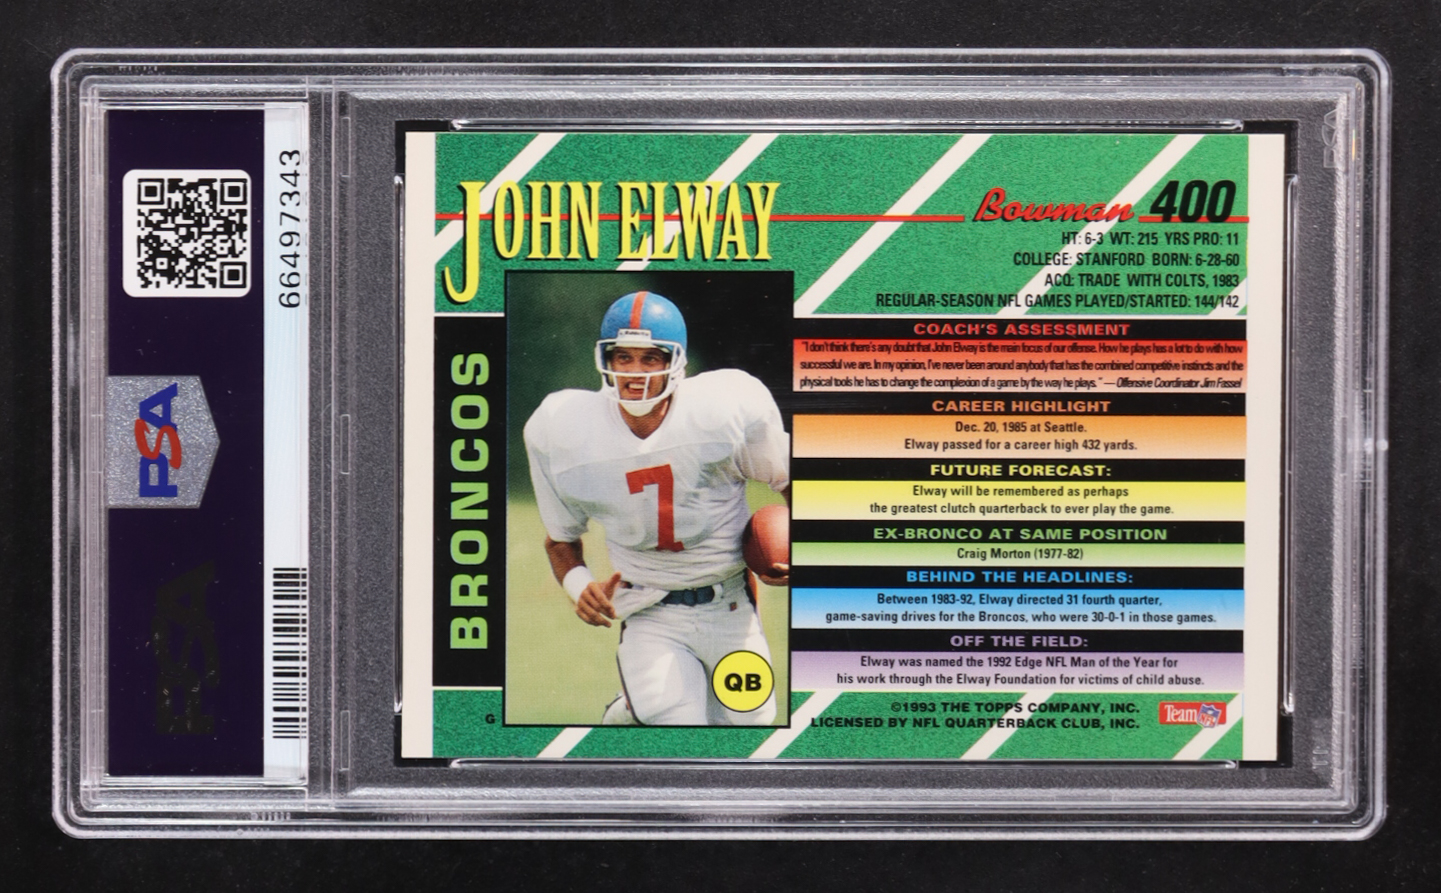 66497343
PSA
PSA
JOHN ELWAY
Bowman 400
HT: 6-3 WT: 215 YRS PRO: 11
COLLEGE: STANFORD BORN: 6-28-60
ACQ: TRADE WITH COLTS, 1983
REGULAR-SEASON NFL GAMES PLAYED/STARTED: 144/142
BRONCOS
7
QB
G
COACH'S ASSESSMENT
"I don't think there's any doubt that John Elway is the main focus of our offense. How he plays has a lot to do with how
successful we are. In my opinion, I've never been around anybody that has the combined competitive instincts and the
physical tools he has to change the complexion of a game by the way he plays." — Offensive Coordinator Jim Fassel
CAREER HIGHLIGHT
Dec. 20, 1985 at Seattle.
Elway passed for a career high 432 yards.
FUTURE FORECAST:
Elway will be remembered as perhaps
the greatest clutch quarterback to ever play the game.
EX-BRONCO AT SAME POSITION
Craig Morton (1977-82)
BEHIND THE HEADLINES:
Between 1983-92, Elway directed 31 fourth quarter,
game-saving drives for the Broncos, who were 30-0-1 in those games.
OFF THE FIELD:
Elway was named the 1992 Edge NFL Man of the Year for
his work through the Elway Foundation for victims of child abuse.
©1993 THE TOPPS COMPANY, INC.
LICENSED BY NFL QUARTERBACK CLUB, INC.
Team NFL